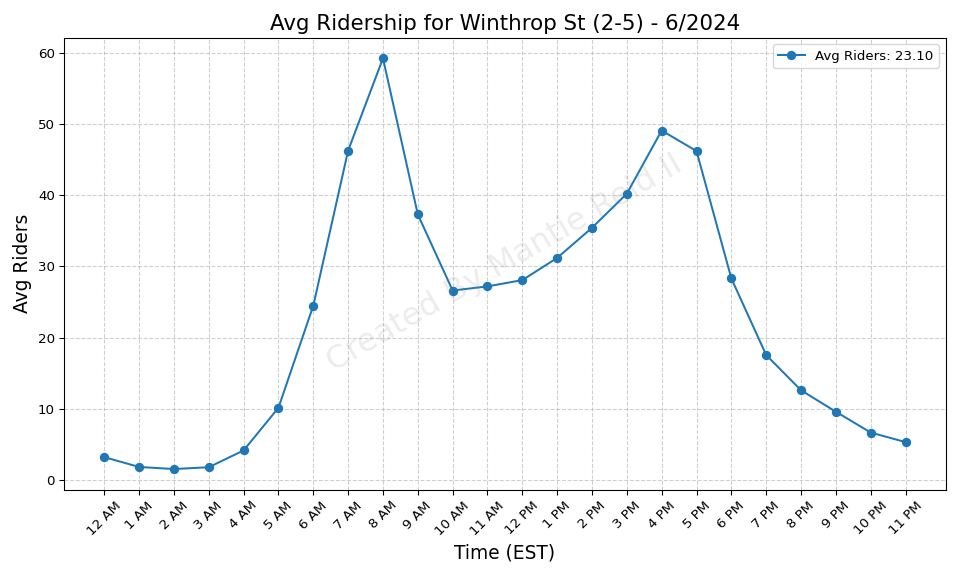 Avg Ridership for Winthrop St (2-5) - 6/2024
Avg Riders: 23.10
60
50
40
30
20
10
0
Avg Riders
Created By Mantle Reid II
12 AM
1 AM
2 AM
3 AM
4 AM
5 AM
6 AM
7 AM
8 AM
9 AM
10 AM
11 AM
12 PM
1 PM
2 PM
3 PM
4 PM
5 PM
6 PM
7 PM
8 PM
9 PM
10 PM
11 PM
Time (EST)